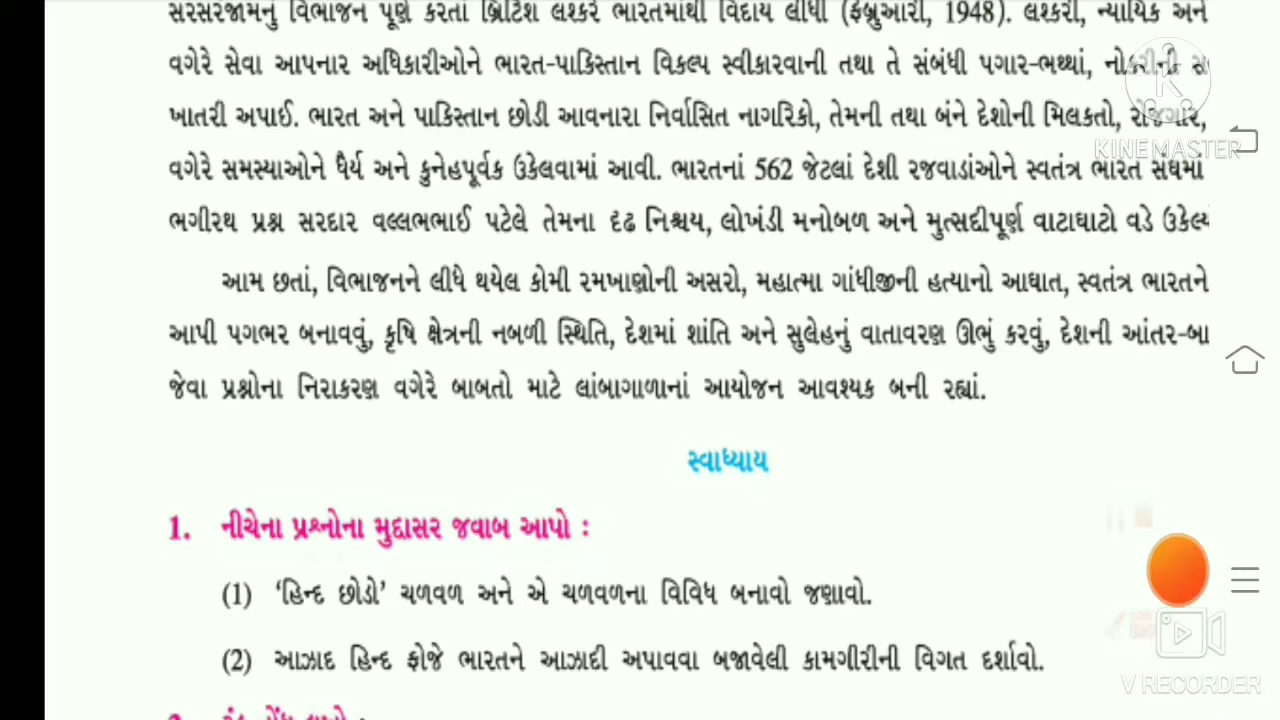 સરસરંજામનું વિભાજન પૂર્ણ કરતાં બ્રિટિશ લશ્કરે ભારતમાંથી વિદાય લીધી (ફેબ્રુઆરી, 1948). લશ્કરી, ન્યાયિક અને
વગેરે સેવા આપનાર અધિકારીઓને ભારત-પાકિસ્તાન વિકલ્પ સ્વીકારવાની તથા તે સંબંધી પગાર-ભથ્થાં, નોકરીની
ખાતરી અપાઈ. ભારત અને પાકિસ્તાન છોડી આવનારા નિર્વાસિત નાગરિકો, તેમની તથા બંને દેશોની મિલકતો, રોજગાર,
વગેરે સમસ્યાઓને ધૈર્ય અને કુનેહપૂર્વક ઉકેલવામાં આવી. ભારતનાં 562 જેટલાં દેશી રજવાડાંઓને સ્વતંત્ર ભારત સંઘમાં
ભગીરથ પ્રશ્ન સરદાર વલ્લભભાઈ પટેલે તેમના દૃઢ નિશ્ચય, લોખંડી મનોબળ અને મુત્સદ્દીપૂર્ણ વાટાઘાટો વડે
આમ છતાં, વિભાજનને લીધે થયેલ કોમી રમખાણોની અસરો, મહાત્મા ગાંધીજીની હત્યાનો આઘાત, સ્વતંત્ર ભારતને
આપી પગભર બનાવવું, કૃષિ ક્ષેત્રની નબળી સ્થિતિ, દેશમાં શાંતિ અને સુલેહનું વાતાવરણ ઊભું કરવું, દેશની આંતર-બા
જેવા પ્રશ્નોના નિરાકરણ વગેરે બાબતો માટે લાંબાગાળાનાં આયોજન આવશ્યક બની રહ્યાં.
સ્વાધ્યાય
1. નીચેના પ્રશ્નોના મુદ્દાસર જવાબ આપો :
(1) ‘હિન્દ છોડો’ ચળવળ અને એ ચળવળના વિવિધ બનાવો જણાવો.
(2) આઝાદ હિન્દ ફોજે ભારતને આઝાદી અપાવવા બજાવેલી કામગીરીની વિગત દર્શાવો.
K
KINEMASTER
V RECORDER